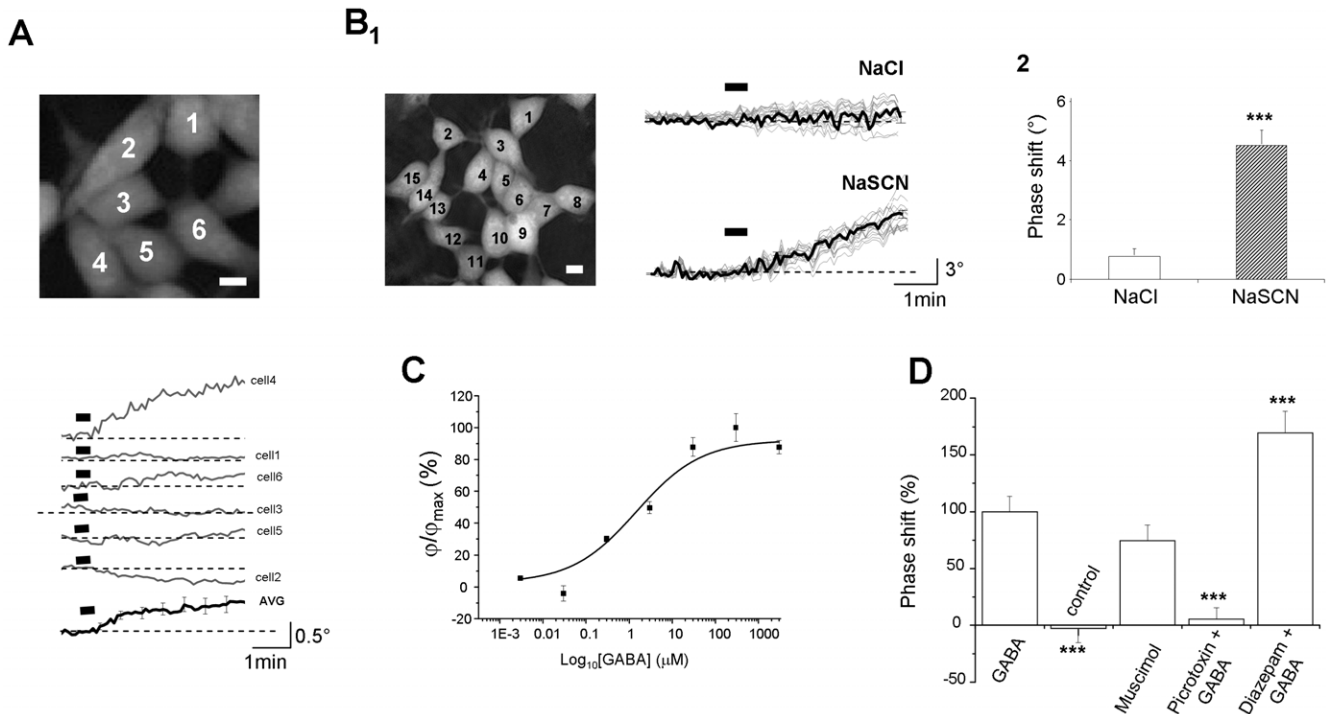 A
1
2
3
4
5
6
cell4
cell1
cell6
cell3
cell5
cell2
AVG
0.5°
1min
B1
1
2
3
4
5
6
7
8
9
10
11
12
13
14
15
NaCl
NaSCN
3°
1min
2
Phase shift (°)
6
4
2
0
***
NaCl
NaSCN
C
φ/φmax (%)
120
100
80
60
40
20
0
-20
1E-3 0.01 0.1 1 10 100 1000
Log10[GABA] (μM)
D
Phase shift (%)
200
150
100
50
0
-50
***
***
***
GABA
control
Muscimol
Picrotoxin +
GABA
Diazepam +
GABA